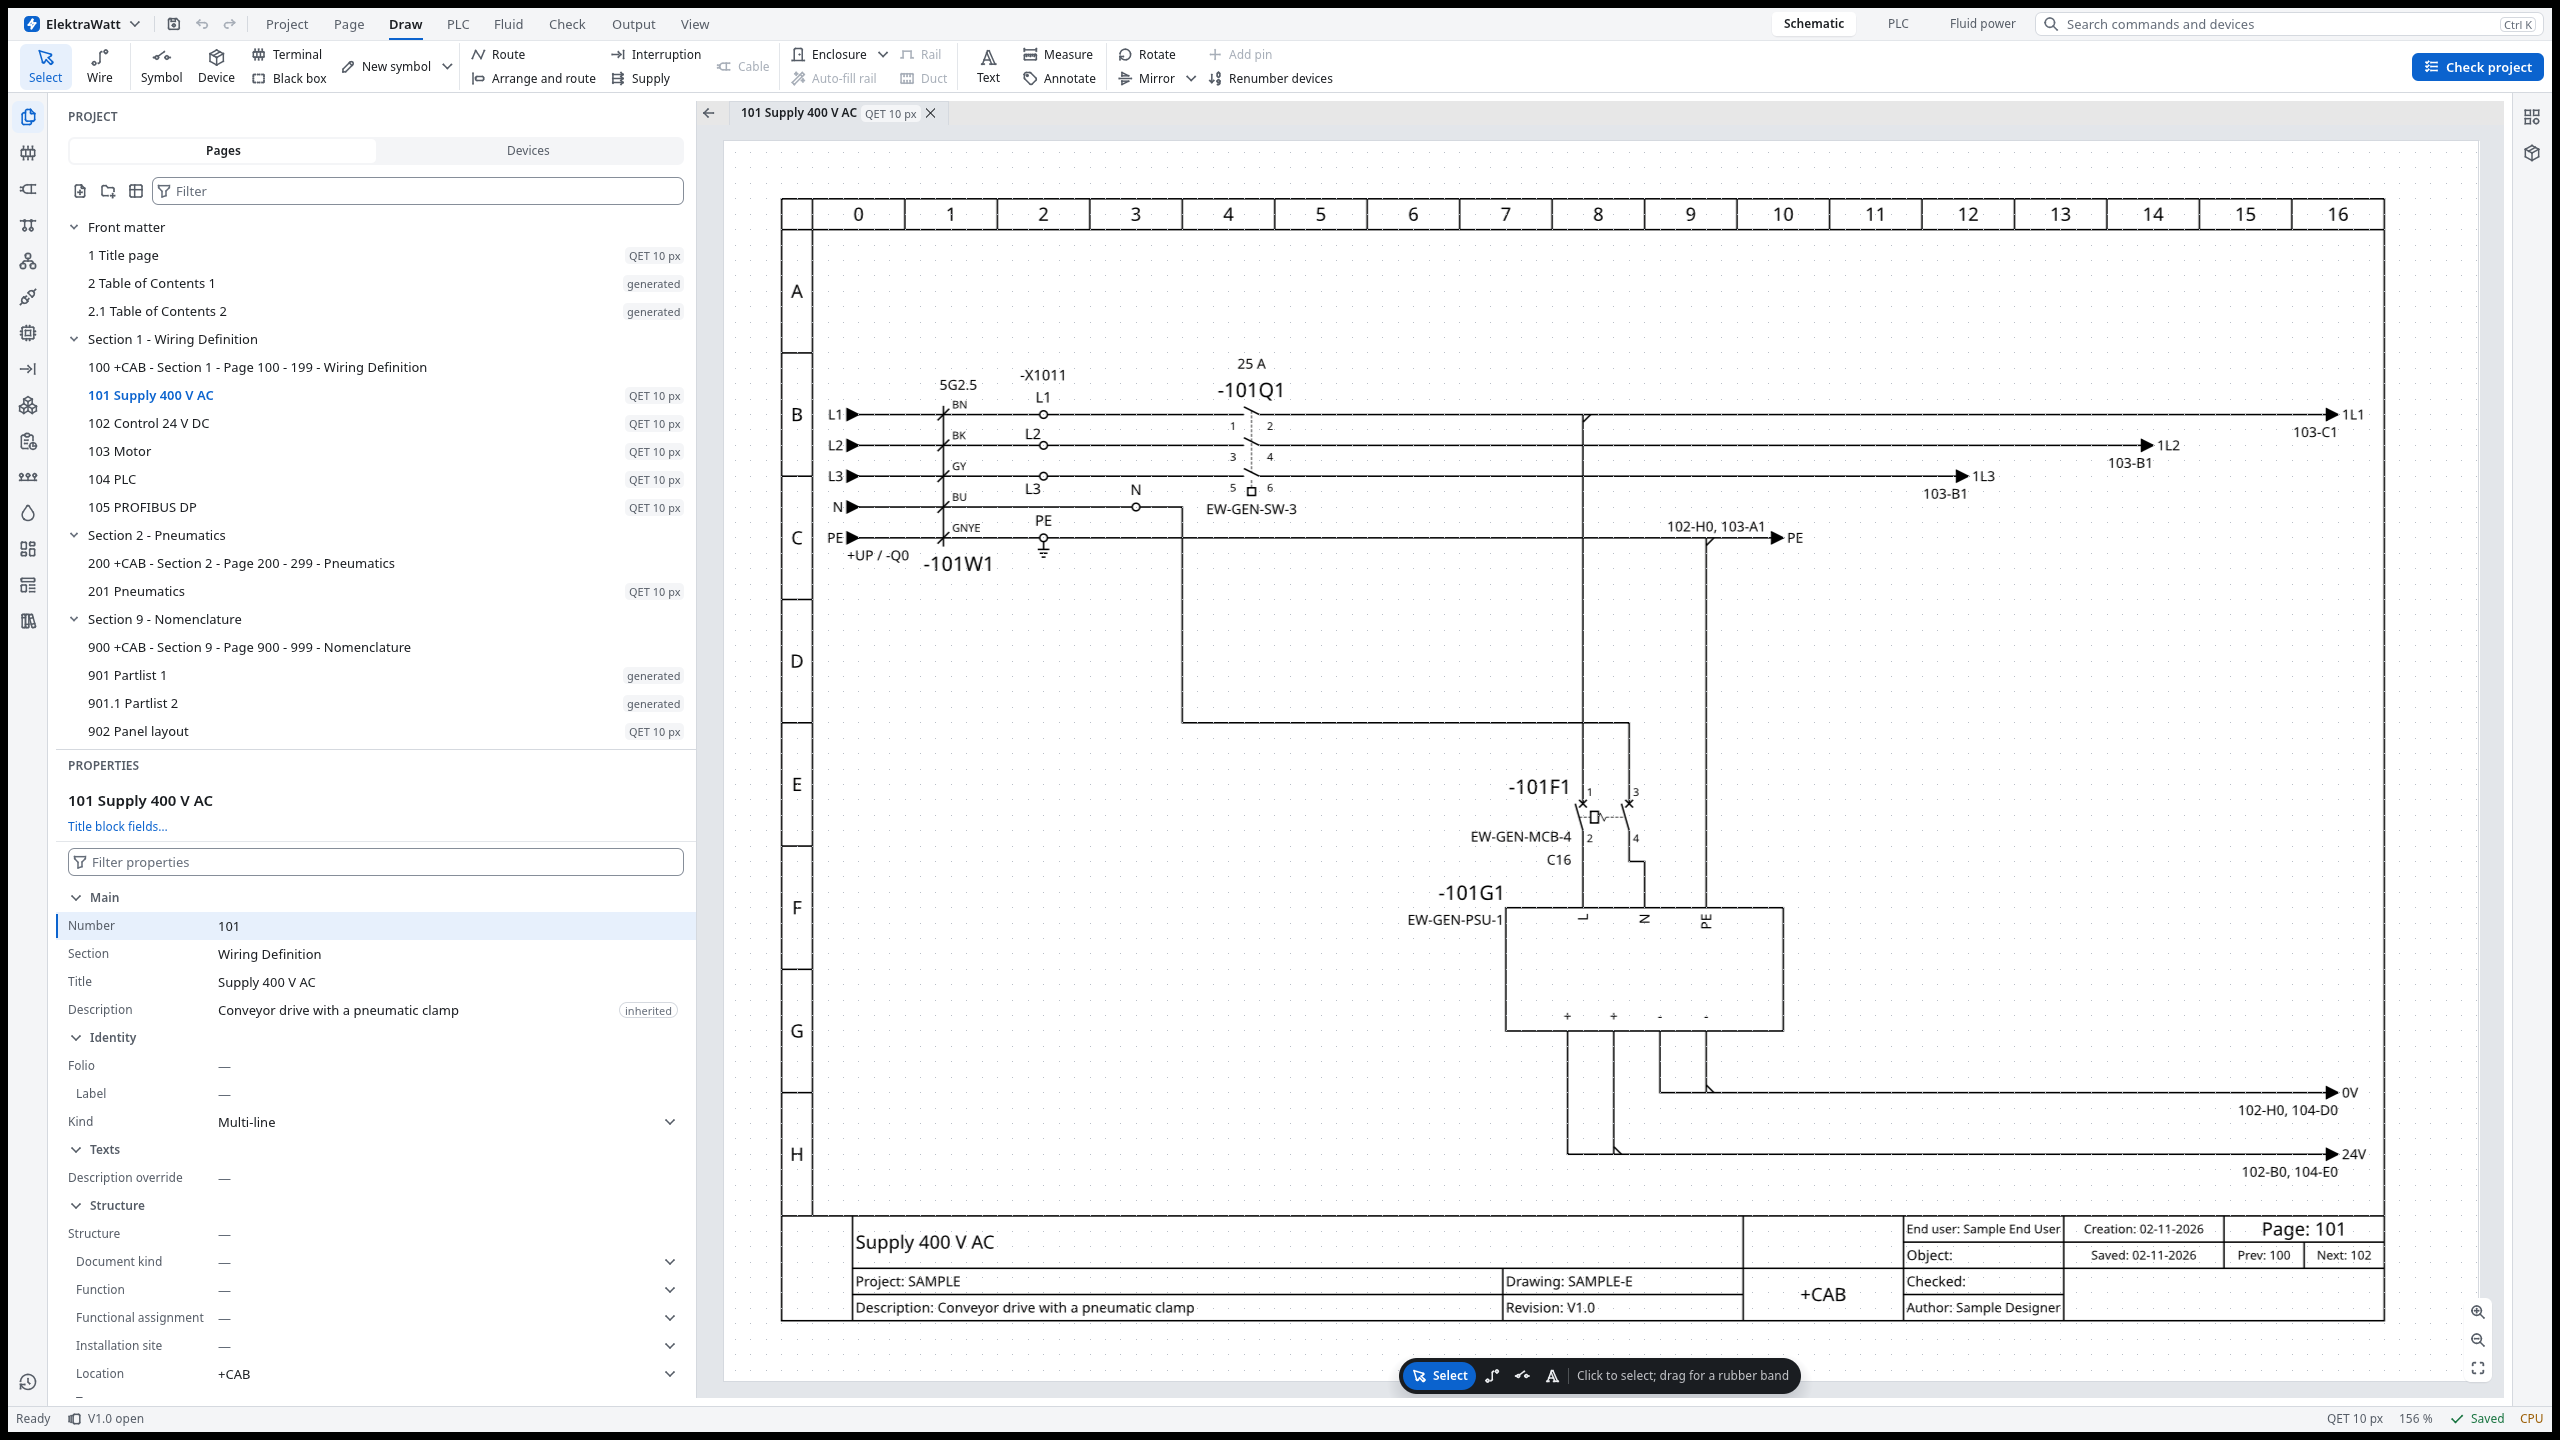 ElektraWatt
Project Page Draw PLC Fluid Check Output View
Schematic PLC Fluid power
Search commands and devices Ctrl K
Select Wire Symbol Device
Terminal
Black box
New symbol
Route
Arrange and route
Interruption
Supply
Cable
Enclosure
Auto-fill rail
Rail
Duct
Text
Measure
Annotate
Rotate
Mirror
Add pin
Renumber devices
Check project
PROJECT
Pages Devices
Filter
Front matter
1 Title page QET 10 px
2 Table of Contents 1 generated
2.1 Table of Contents 2 generated
Section 1 - Wiring Definition
100 +CAB - Section 1 - Page 100 - 199 - Wiring Definition
101 Supply 400 V AC QET 10 px
102 Control 24 V DC QET 10 px
103 Motor QET 10 px
104 PLC QET 10 px
105 PROFIBUS DP QET 10 px
Section 2 - Pneumatics
200 +CAB - Section 2 - Page 200 - 299 - Pneumatics
201 Pneumatics QET 10 px
Section 9 - Nomenclature
900 +CAB - Section 9 - Page 900 - 999 - Nomenclature
901 Partlist 1 generated
901.1 Partlist 2 generated
902 Panel layout QET 10 px
PROPERTIES
101 Supply 400 V AC
Title block fields...
Filter properties
Main
Number 101
Section Wiring Definition
Title Supply 400 V AC
Description Conveyor drive with a pneumatic clamp inherited
Identity
Folio —
Label —
Kind Multi-line
Texts
Description override —
Structure
Structure —
Document kind —
Function —
Functional assignment —
Installation site —
Location +CAB
101 Supply 400 V AC QET 10 px
0 1 2 3 4 5 6 7 8 9 10 11 12 13 14 15 16
A
B
C
D
E
F
G
H
25 A
-101Q1
5G2.5
-X1011
L1
L1 BN 1 2 1L1
103-C1
L2
L2 BK 3 4 1L2
103-B1
L3 GY 5 6 1L3
103-B1
L3
N
N BU
EW-GEN-SW-3
PE
PE GNYE 102-H0, 103-A1 PE
+UP / -Q0
-101W1
-101F1 1 3
EW-GEN-MCB-4 2 4
C16
-101G1
EW-GEN-PSU-1
L N PE
+ + - -
0V
102-H0, 104-D0
24V
102-B0, 104-E0
Supply 400 V AC
Project: SAMPLE
Description: Conveyor drive with a pneumatic clamp
Drawing: SAMPLE-E
Revision: V1.0
+CAB
End user: Sample End User
Object:
Checked:
Author: Sample Designer
Creation: 02-11-2026
Saved: 02-11-2026
Page: 101
Prev: 100 Next: 102
Select Click to select; drag for a rubber band
Ready V1.0 open
QET 10 px 156 % Saved CPU